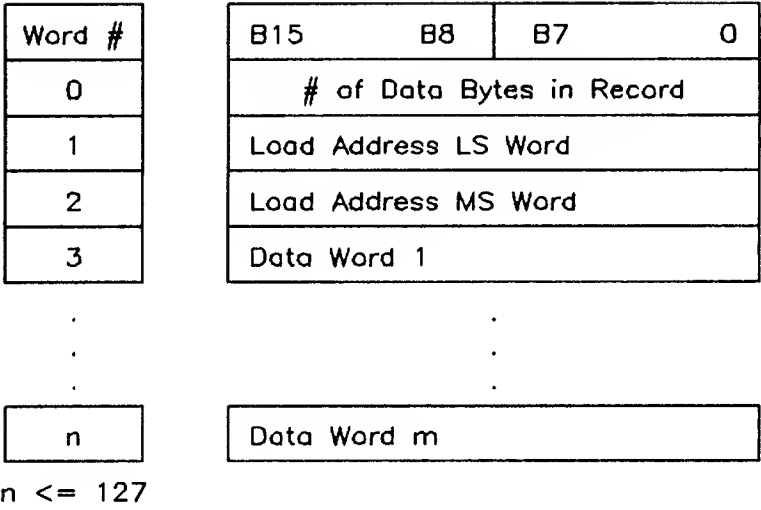 Word # B15 B8 B7 0
0 # of Data Bytes in Record
1 Load Address LS Word
2 Load Address MS Word
3 Data Word 1
. .
. .
. .
n Data Word m
n <= 127